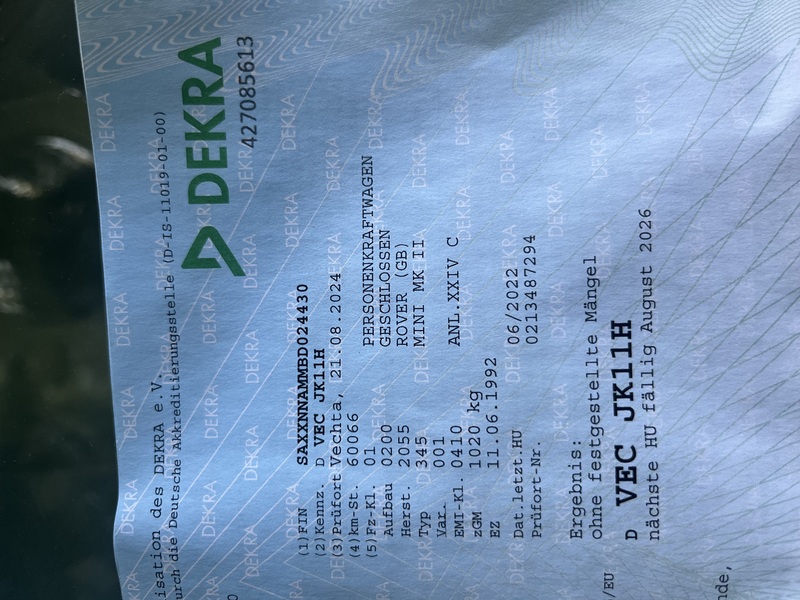 isation des DEKRA e.V.
urch die Deutsche Akkreditierungsstelle (D-IS-11019-01-00)
DEKRA
427085613
(1) FIN SAXXNNAMMBD024430
(2) Kennz. D VEC JK11H
(3) Prüfort Vechta, 21.08.2024
(4) km-St. 60066
(5) Fz-Kl. 01 PERSONENKRAFTWAGEN
Aufbau 0200 GESCHLOSSEN
Herst. 2055 ROVER (GB)
Typ 345 MINI MK II
Var. 001
EMI-Kl. 0410 ANL.XXIV C
zGM 1020 kg
EZ 11.06.1992
Dat.letzt.HU 06/2022
Prüfort-Nr. 0213487294
Ergebnis:
Ohne festgestellte Mängel
/EU D VEC JK11H
nächste HU fällig August 2026
nde,